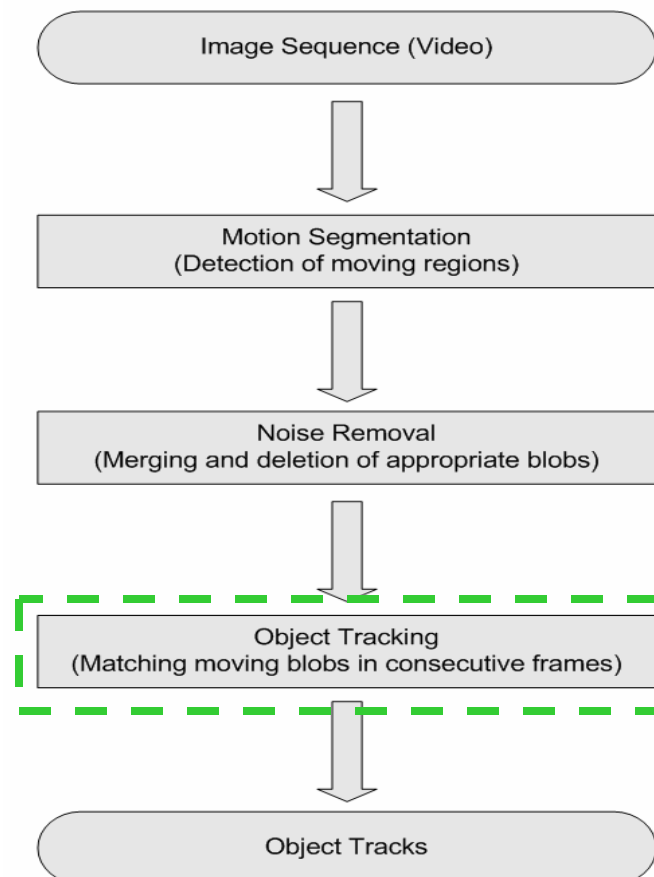 Image Sequence (Video)
Motion Segmentation
(Detection of moving regions)
Noise Removal
(Merging and deletion of appropriate blobs)
Object Tracking
(Matching moving blobs in consecutive frames)
Object Tracks